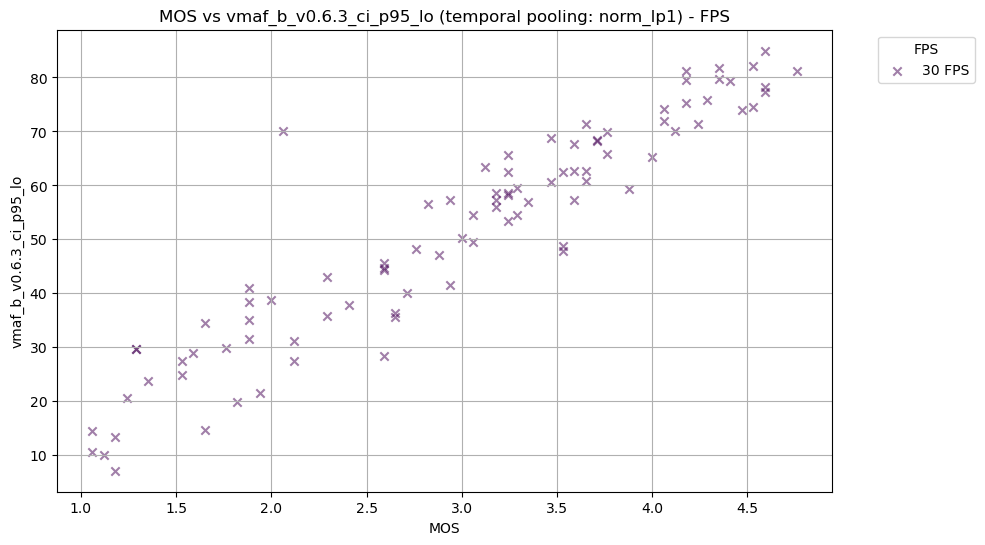 MOS vs vmaf_b_v0.6.3_ci_p95_lo (temporal pooling: norm_lp1) - FPS
FPS
30 FPS
vmaf_b_v0.6.3_ci_p95_lo
80
70
60
50
40
30
20
10
1.0 1.5 2.0 2.5 3.0 3.5 4.0 4.5
MOS